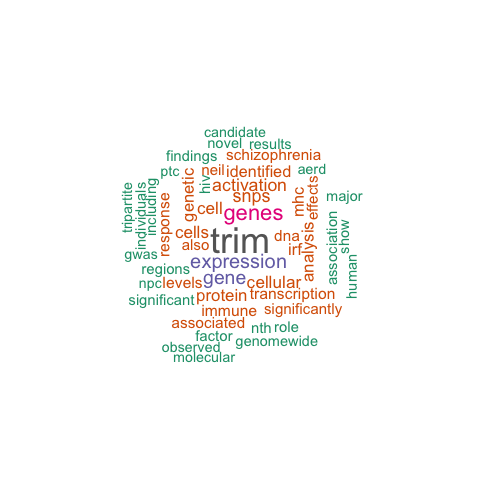 candidate
novel results
findings schizophrenia
ptc neil identified aerd
hiv activation
genetic snps
mhc effects major
tripartite individuals including
response cell genes
cells trim dna
also irf
gwas expression analysis association show
regions gene cellular human
npc levels
significant protein transcription
immune significantly
associated nth role
factor genomewide
observed
molecular